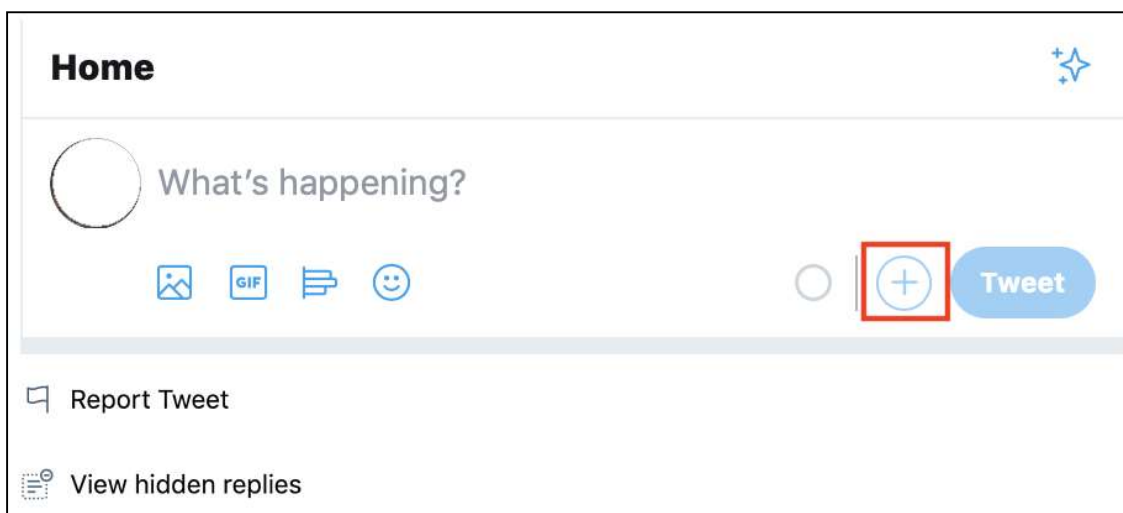 Home
What's happening?
GIF
Tweet
Report Tweet
View hidden replies